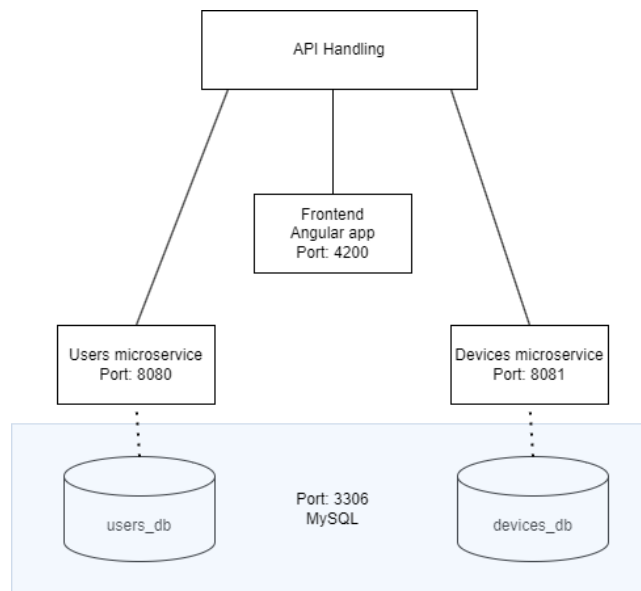 API Handling
Frontend
Angular app
Port: 4200
Users microservice
Port: 8080
Devices microservice
Port: 8081
users_db
Port: 3306
MySQL
devices_db